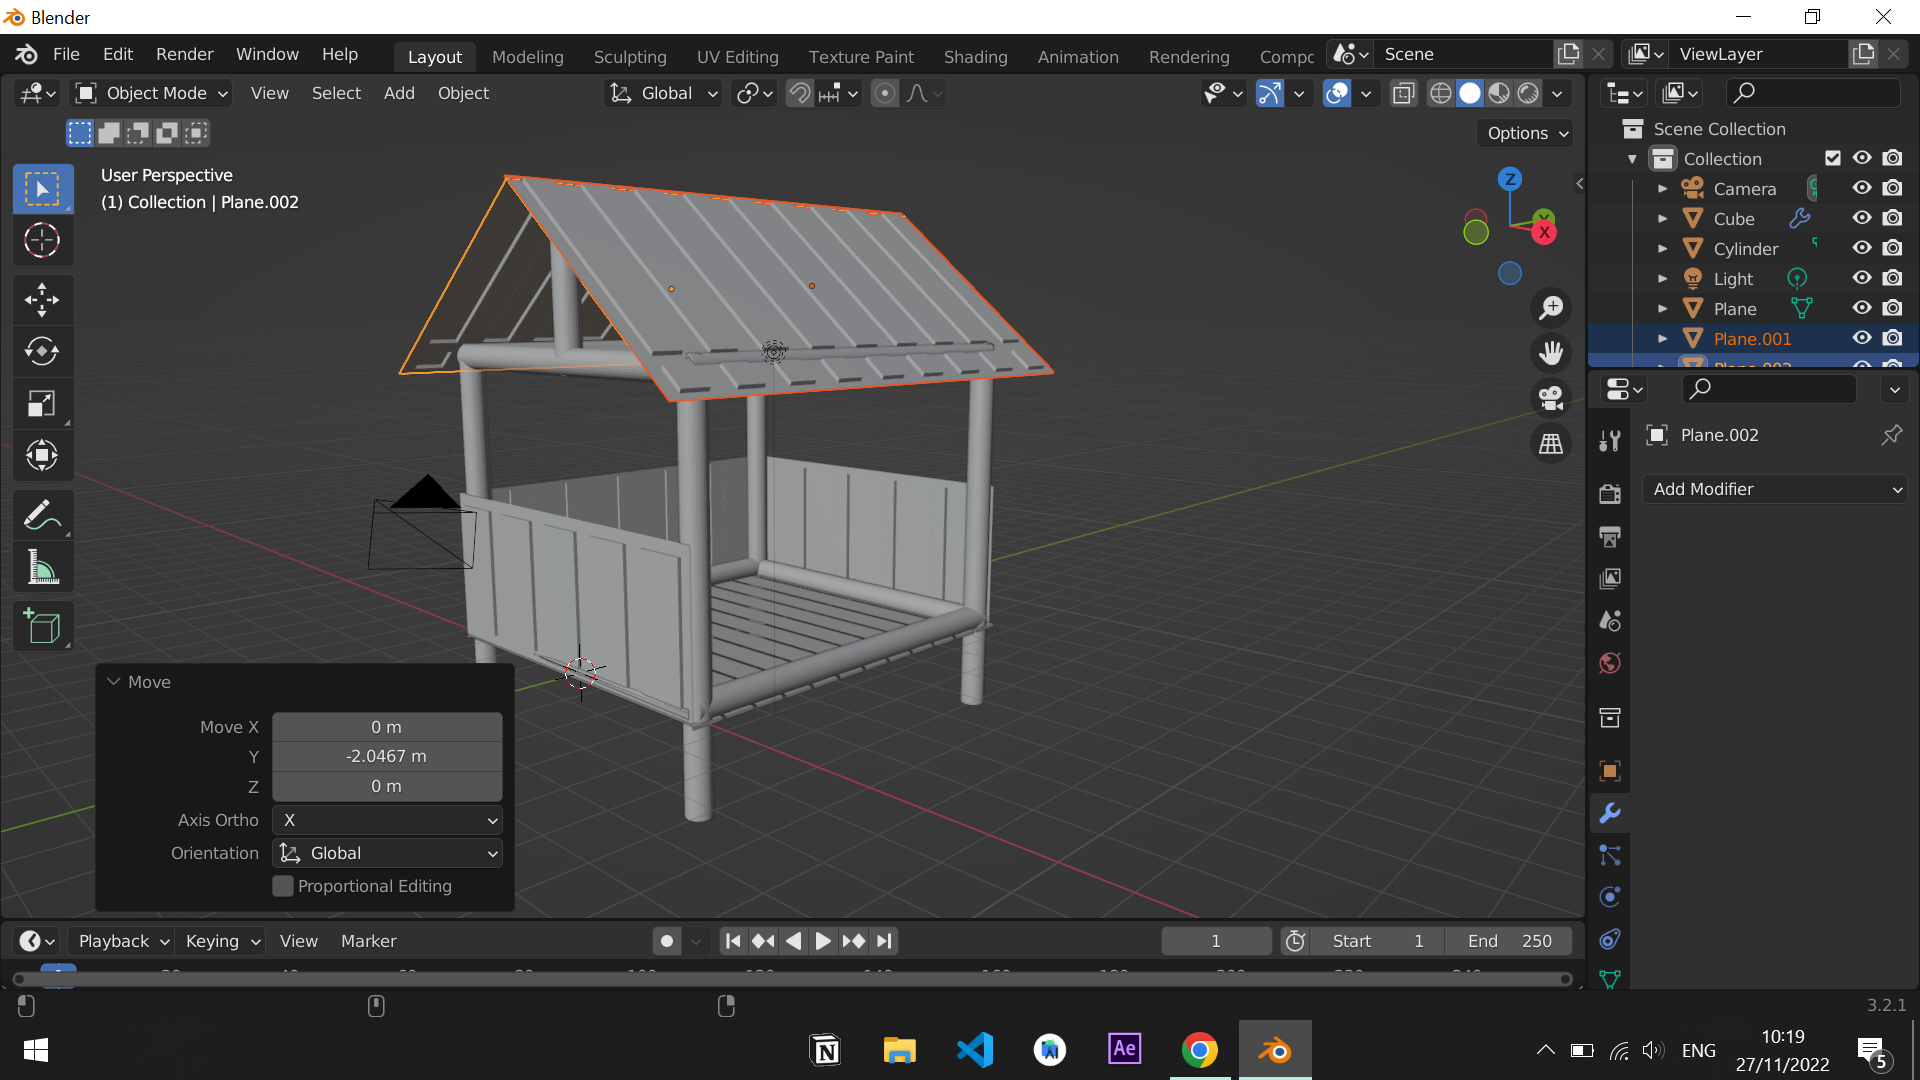 Blender
File Edit Render Window Help
Layout Modeling Sculpting UV Editing Texture Paint Shading Animation Rendering Compc
Scene
ViewLayer
Object Mode View Select Add Object
Global
Options
User Perspective
(1) Collection | Plane.002
Z
Y
X
Scene Collection
Collection
Camera
Cube
Cylinder
Light
Plane
Plane.001
Plane.002
Plane.002
Add Modifier
Move
Move X 0 m
Y -2.0467 m
Z 0 m
Axis Ortho X
Orientation Global
Proportional Editing
Playback Keying View Marker
1
Start 1
End 250
3.2.1
N
Ae
ENG
10:19
27/11/2022
5